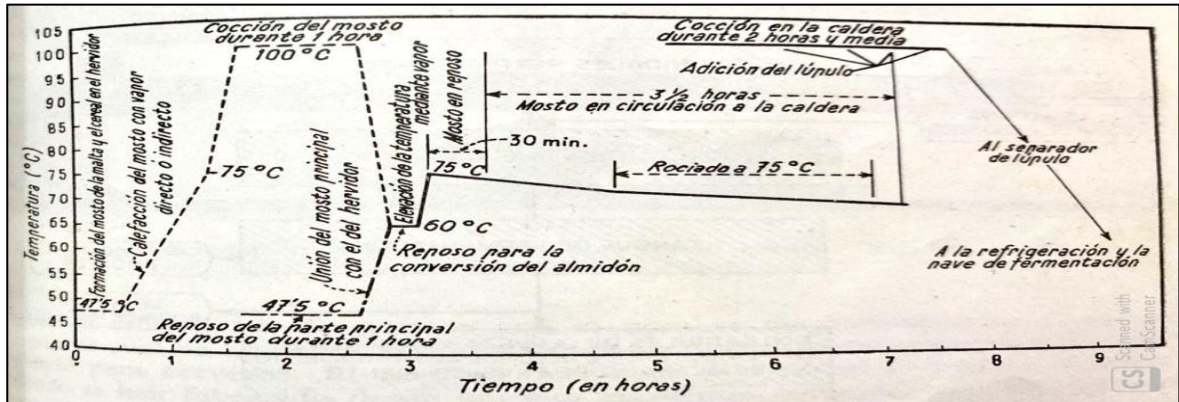 Cocción del mosto
durante 1 hora
100 °C
Cocción en la caldera
durante 2 horas y media
Adición del lúpulo
3 ½ horas
Mosto en circulación a la caldera
30 min.
Mosto en reposo
Elevación de la temperatura
mediante vapor
75 °C
Rociado a 75°C
Al separador
de lúpulo
A la refrigeración y la
nave de fermentación
60 °C
Reposo para la
conversión del almidón
Unión del mosto principal
con el del hervidor
75 °C
Calefacción del mosto con vapor
directo ó indirecto
Formación del mosto de la malta y el cereal en el hervidor
47'5 °C
47'5 °C
Reposo de la parte principal
del mosto durante 1 hora
Temperatura (°C)
105
100
95
90
85
80
75
70
65
60
55
50
45
40
0 1 2 3 4 5 6 7 8 9
Tiempo (en horas)
CS Scanned with
CamScanner